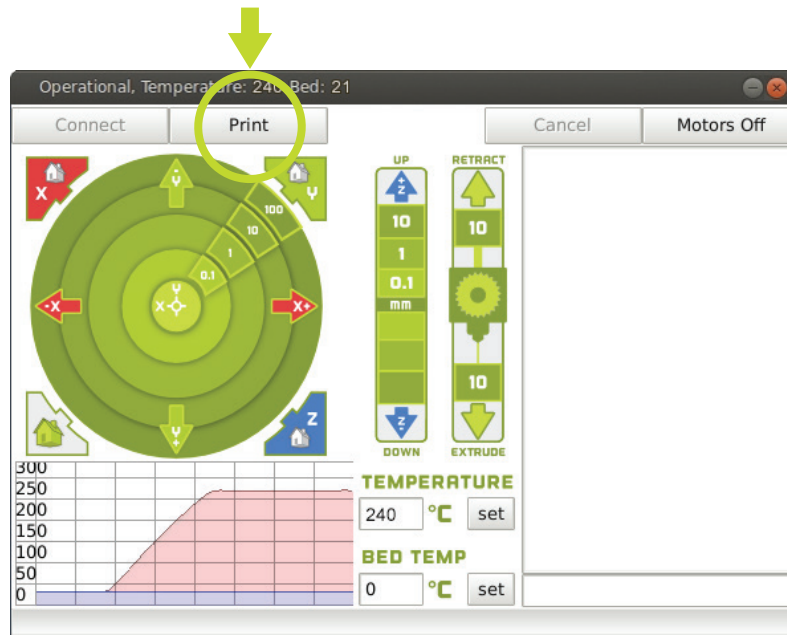 Operational, Temperature: 240 Bed: 21
Connect
Print
Cancel
Motors Off
X
-Y
Y
100
10
1
0.1
Y
X
-X
X+
Y+
Z
UP
+Z
10
1
0.1
mm
Z-
DOWN
RETRACT
10
10
EXTRUDE
300
250
200
150
100
50
0
TEMPERATURE
240 °C set
BED TEMP
0 °C set